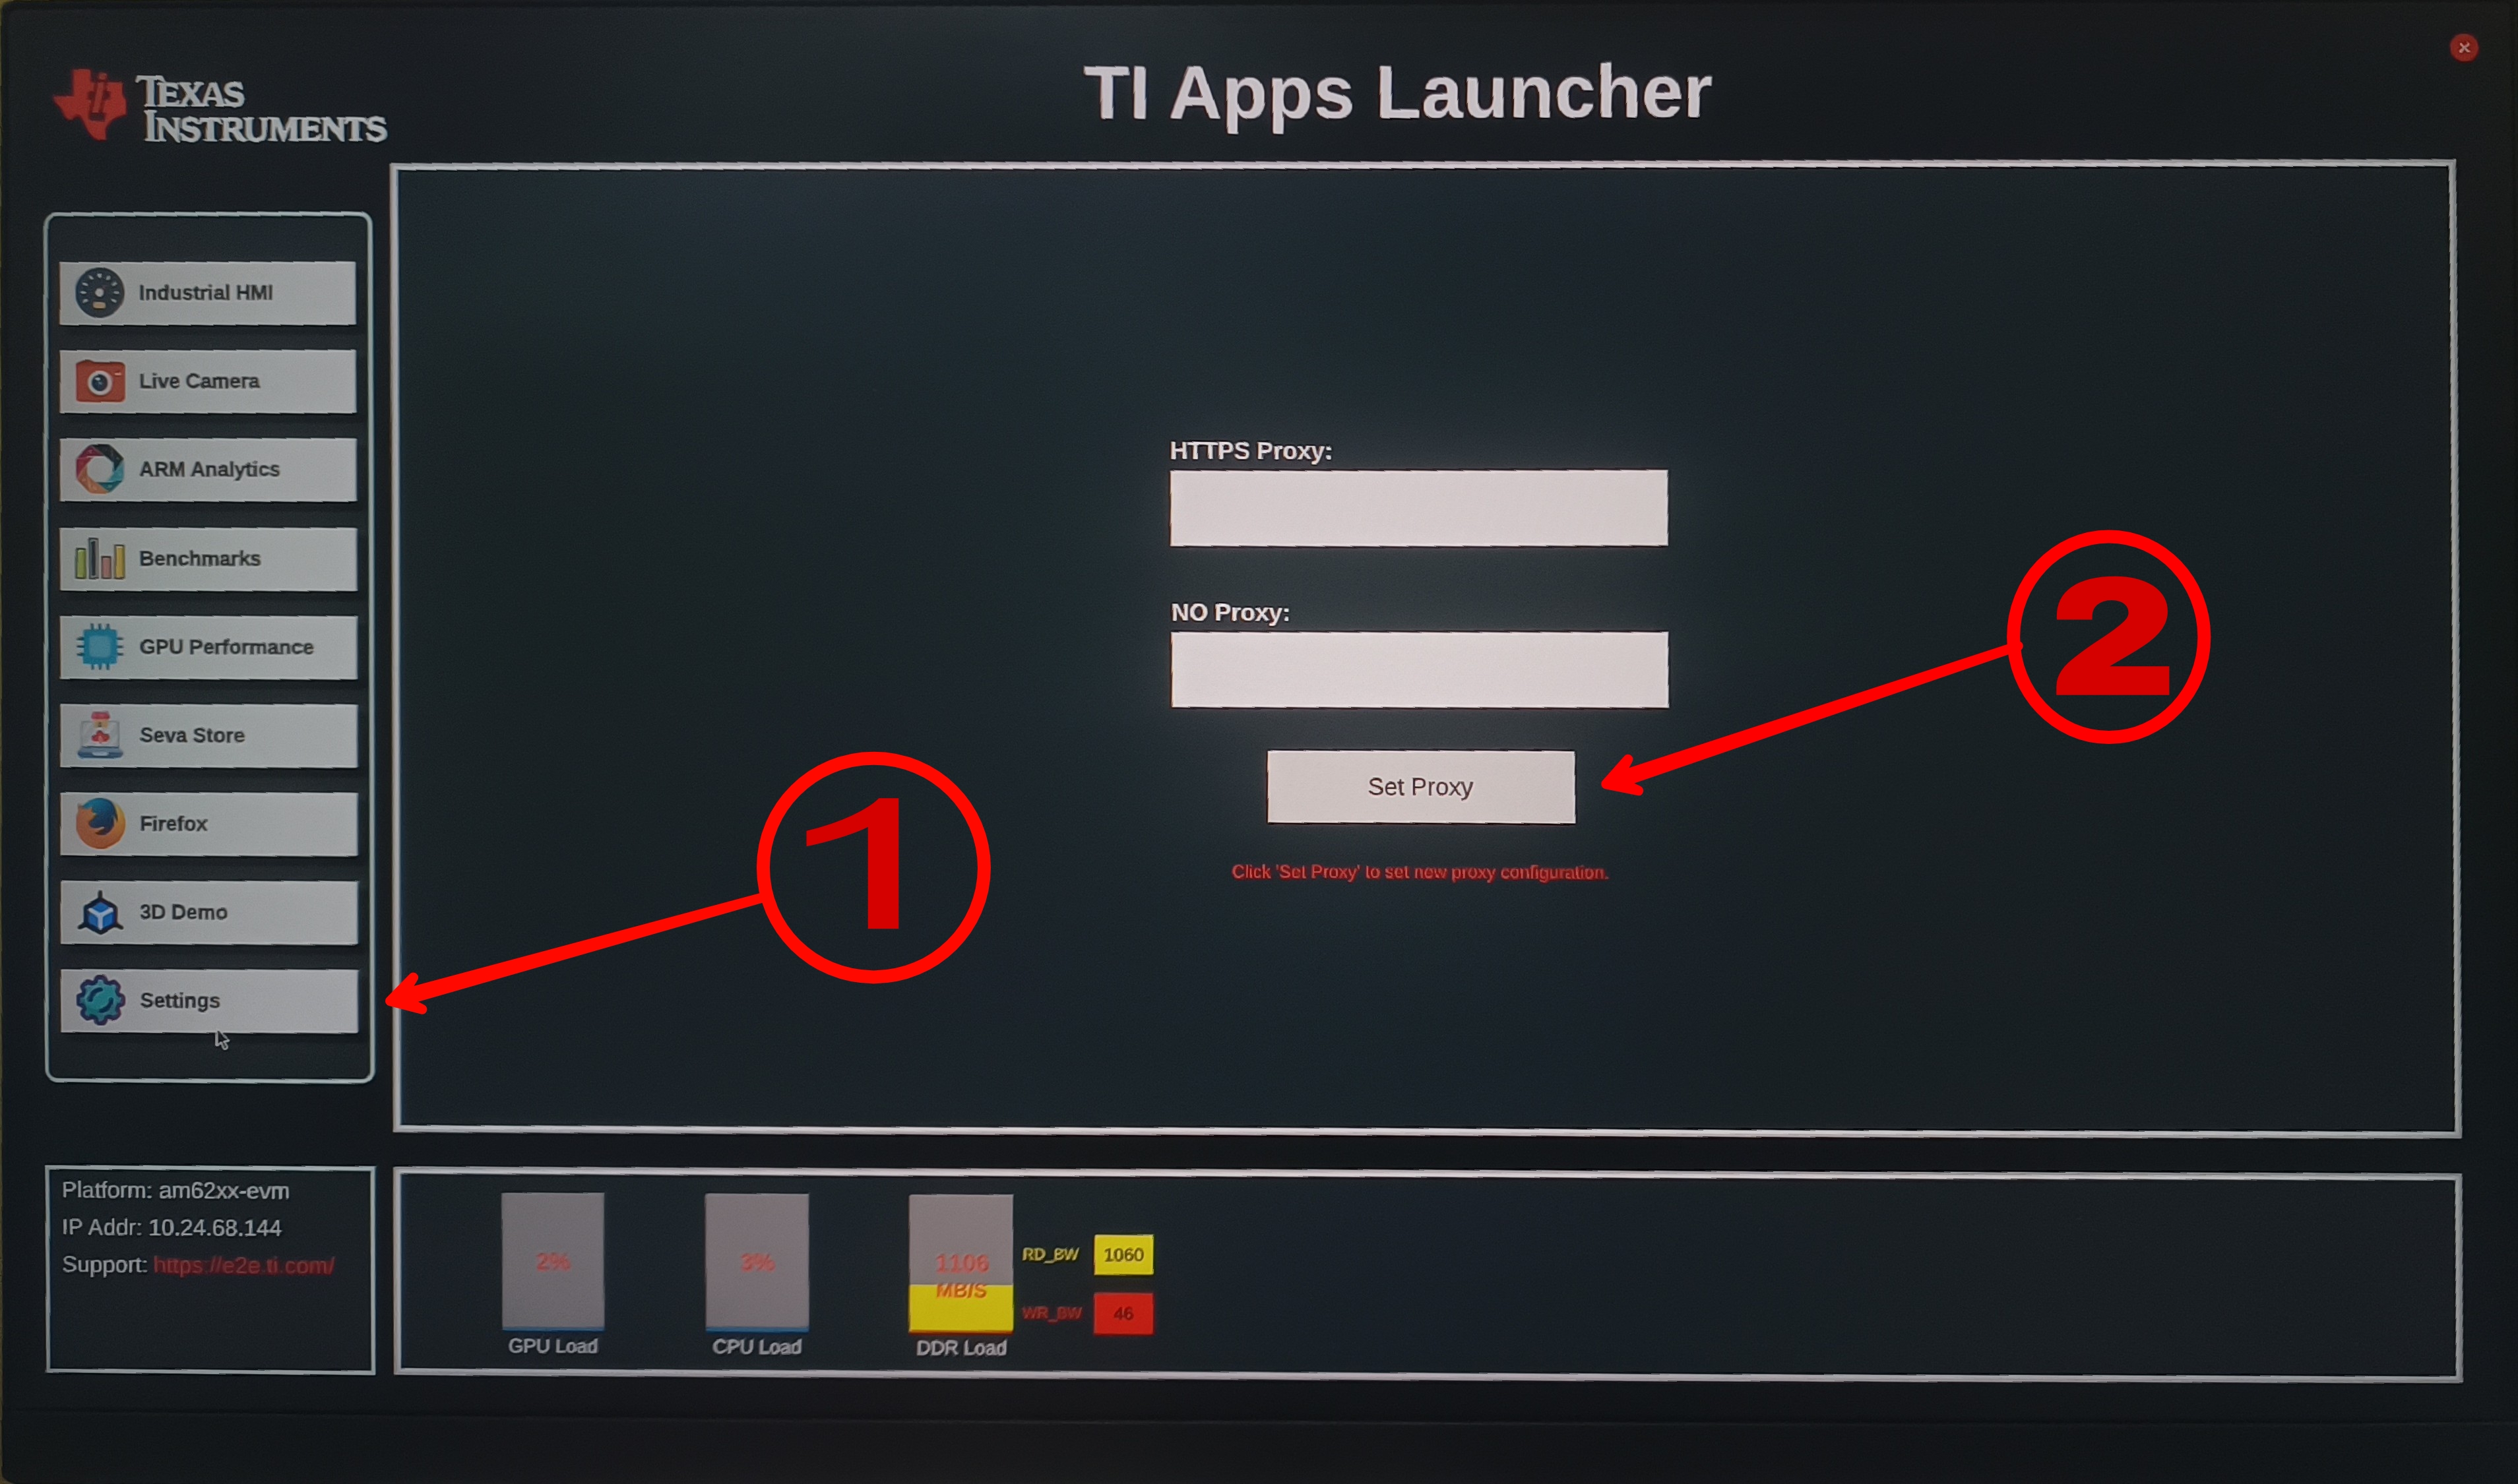 TEXAS
INSTRUMENTS
TI Apps Launcher
Industrial HMI
Live Camera
ARM Analytics
Benchmarks
GPU Performance
Seva Store
Firefox
3D Demo
Settings
HTTPS Proxy:
NO Proxy:
Set Proxy
Click 'Set Proxy' to set new proxy configuration.
1
2
Platform: am62xx-evm
IP Addr: 10.24.68.144
Support: https://e2e.ti.com/
2%
GPU Load
3%
CPU Load
1106
MB/S
DDR Load
RD_BW 1060
WR_BW 46